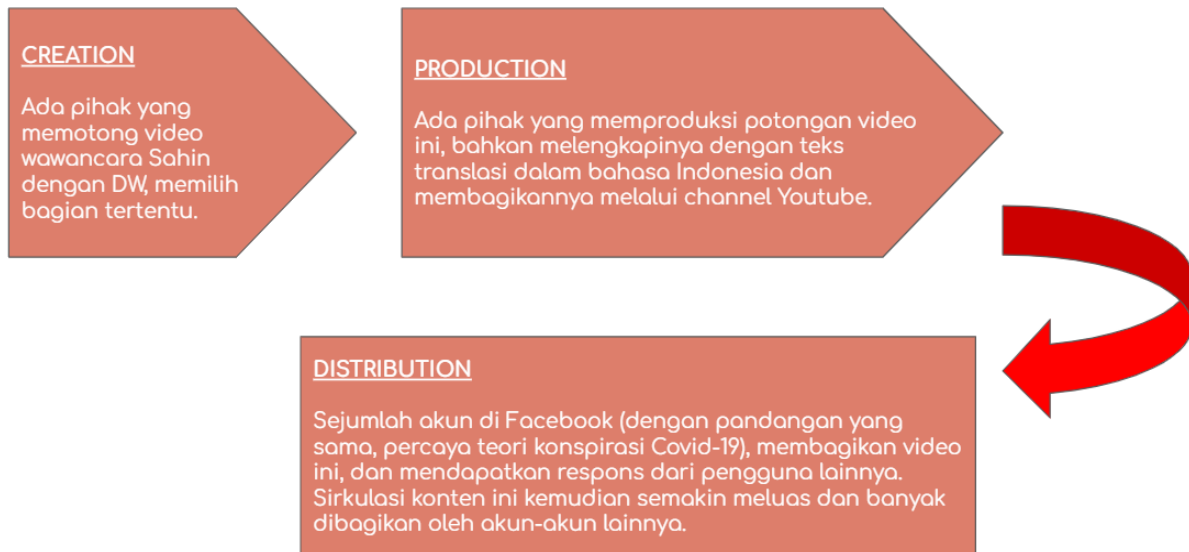 CREATION
Ada pihak yang
memotong video
wawancara Sahin
dengan DW, memilih
bagian tertentu.
PRODUCTION
Ada pihak yang memproduksi potongan video
ini, bahkan melengkapinya dengan teks
translasi dalam bahasa Indonesia dan
membagikannya melalui channel Youtube.
DISTRIBUTION
Sejumlah akun di Facebook (dengan pandangan yang
sama, percaya teori konspirasi Covid-19), membagikan video
ini, dan mendapatkan respons dari pengguna lainnya.
Sirkulasi konten ini kemudian semakin meluas dan banyak
dibagikan oleh akun-akun lainnya.